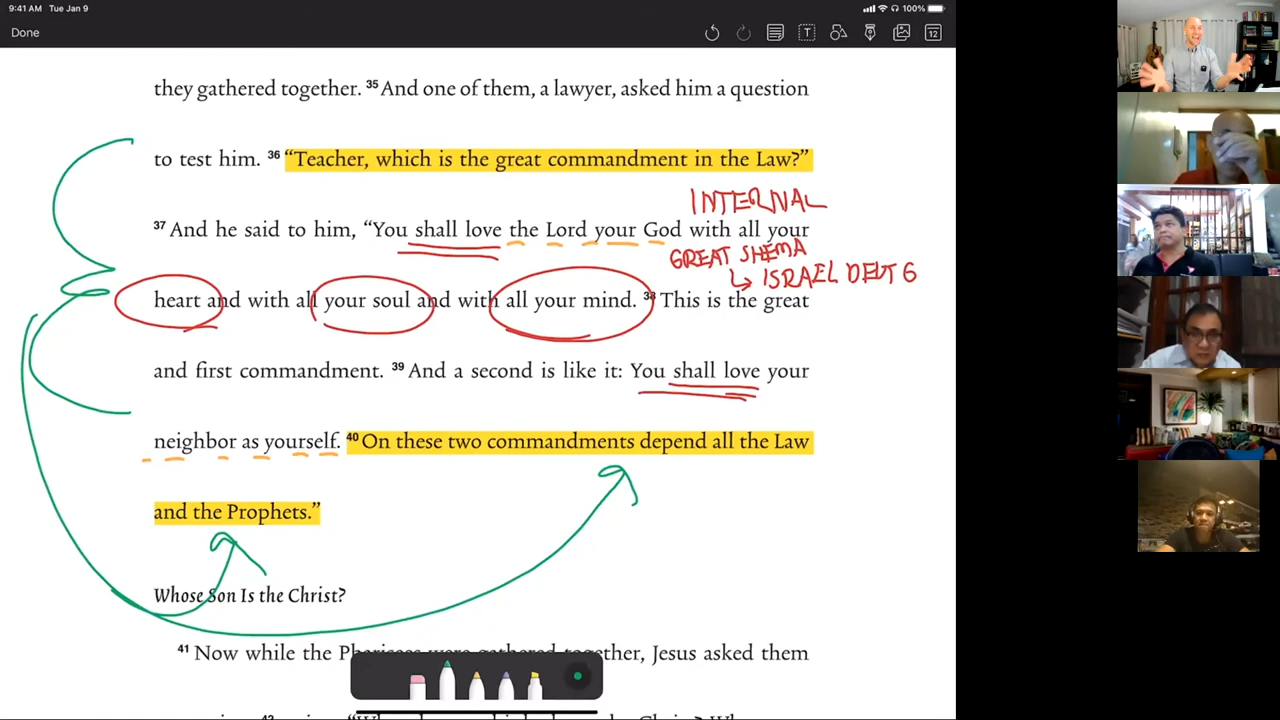 9:41 AM Tue Jan 9
100%
Done
T
12
they gathered together. 35 And one of them, a lawyer, asked him a question
to test him. 36 “Teacher, which is the great commandment in the Law?”
INTERNAL
37 And he said to him, “You shall love the Lord your God with all your
GREAT SHEMA
↳ ISRAEL DEUT 6
heart and with all your soul and with all your mind. 38 This is the great
and first commandment. 39 And a second is like it: You shall love your
neighbor as yourself. 40 On these two commandments depend all the Law
and the Prophets.”
Whose Son Is the Christ?
41 Now while the Pharisees were gathered together, Jesus asked them